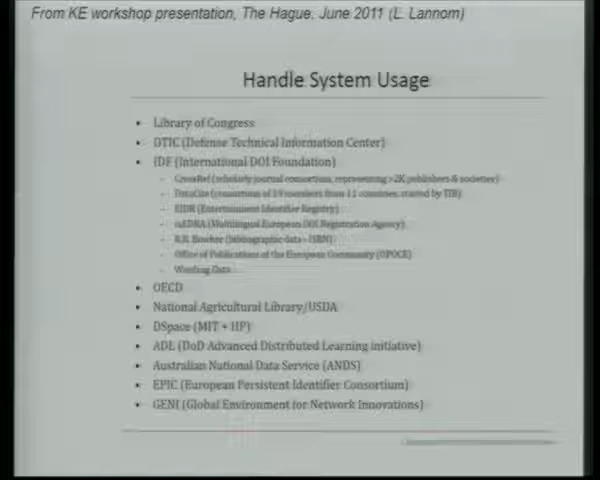 From KE workshop presentation, The Hague, June 2011 (L. Lannom)
Handle System Usage
• Library of Congress
• DTIC (Defense Technical Information Center)
• IDF (International DOI Foundation)
– CrossRef (scholarly journal consortium, representing >2K publishers & societies)
– DataCite (consortium of members from countries, started by TIB)
– EIDR (Entertainment Identifier Registry)
– mEDRA (Multilingual European DOI Registration Agency)
– R.R. Bowker (bibliographic data - ISBN)
– Office of Publications of the European Community (OPOCE)
– Wanfang Data
• OECD
• National Agricultural Library/USDA
• DSpace (MIT + HP)
• ADL (DoD Advanced Distributed Learning initiative)
• Australian National Data Service (ANDS)
• EPIC (European Persistent Identifier Consortium)
• GENI (Global Environment for Network Innovations)